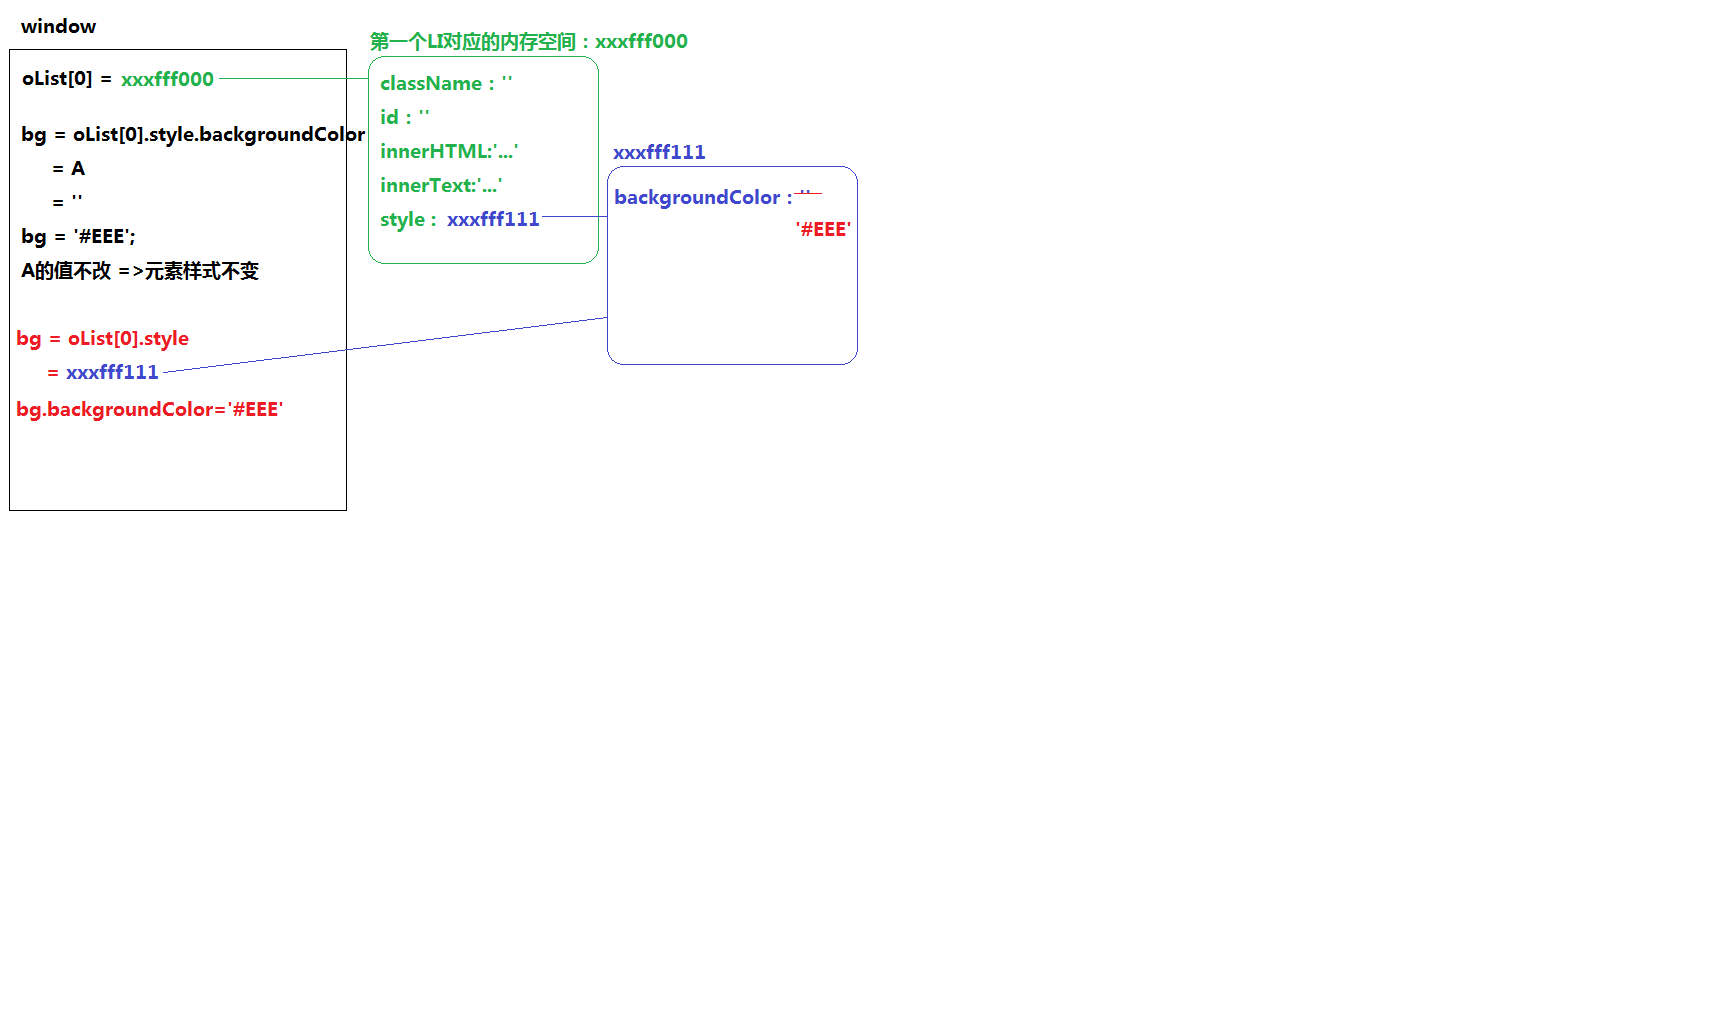 window
oList[0] = xxxfff000
bg = oList[0].style.backgroundColor
= A
= ''
bg = '#EEE';
A的值不改 =>元素样式不变
bg = oList[0].style
= xxxfff111
bg.backgroundColor='#EEE'
第一个LI对应的内存空间：xxxfff000
className：''
id：''
innerHTML:'...'
innerText:'...'
style： xxxfff111
xxxfff111
backgroundColor：''
'#EEE'